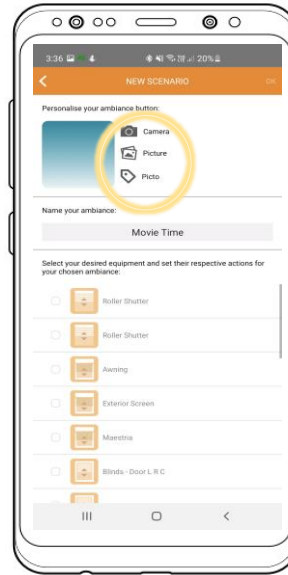 3:36 20%
NEW SCENARIO OK
Personalise your ambiance button:
Camera
Picture
Picto
Name your ambiance:
Movie Time
Select your desired equipment and set their respective actions for
your chosen ambiance:
Roller Shutter
Roller Shutter
Awning
Exterior Screen
Maestria
Blinds - Door L R C